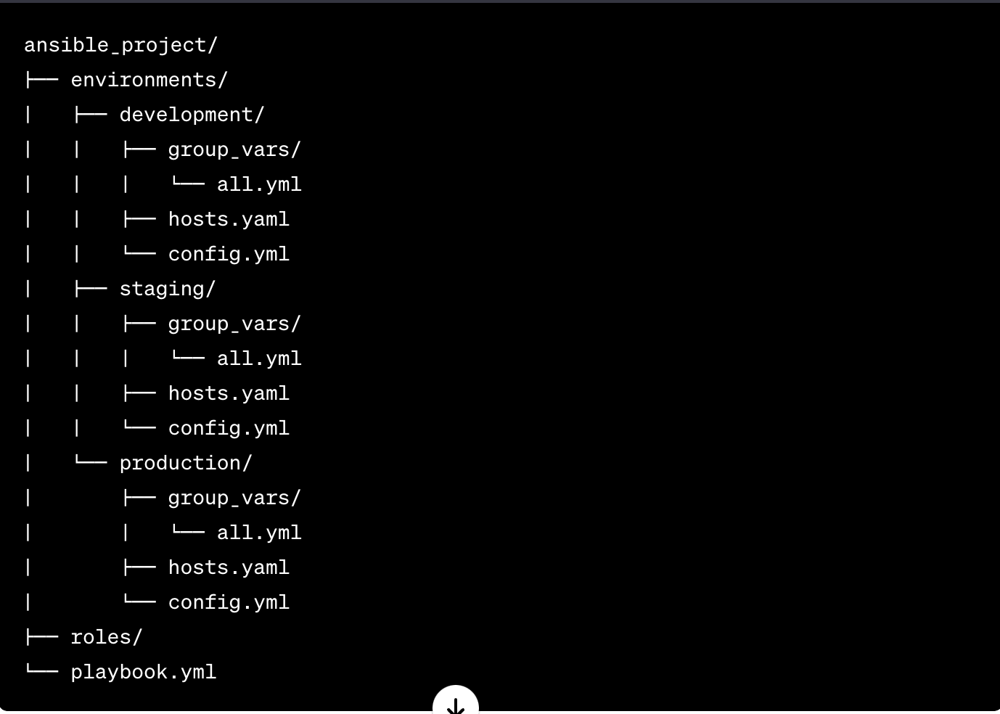 ansible_project/
├── environments/
│   ├── development/
│   │   ├── group_vars/
│   │   │   └── all.yml
│   │   ├── hosts.yaml
│   │   └── config.yml
│   ├── staging/
│   │   ├── group_vars/
│   │   │   └── all.yml
│   │   ├── hosts.yaml
│   │   └── config.yml
│   └── production/
│       ├── group_vars/
│       │   └── all.yml
│       ├── hosts.yaml
│       └── config.yml
├── roles/
└── playbook.yml